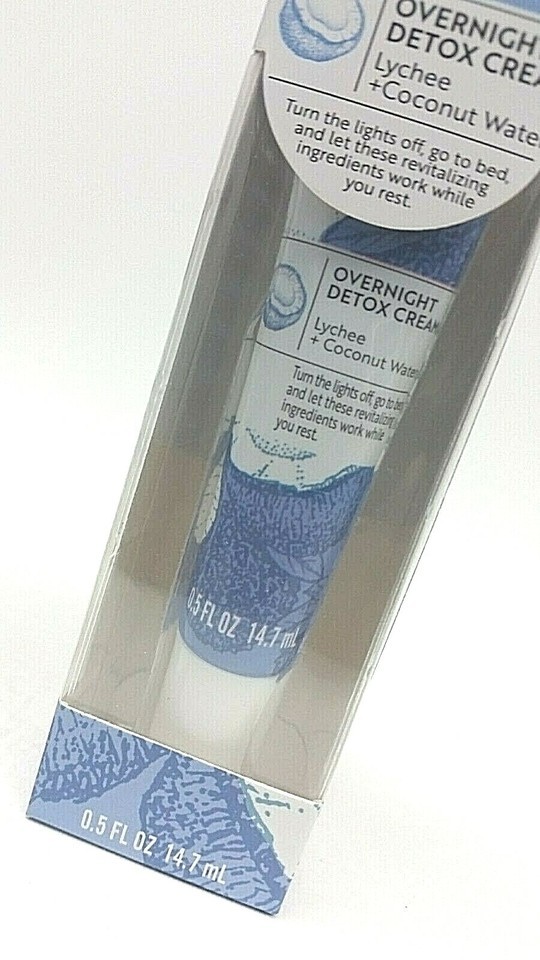 OVERNIGHT
DETOX CREA
Lychee
+Coconut Water
Turn the lights off, go to bed,
and let these revitalizing
ingredients work while
you rest.
OVERNIGHT
DETOX CREAM
Lychee
+ Coconut Water
Turn the lights off, go to bed
and let these revitalizing
ingredients work while
you rest.
0.5 FL OZ 14.7 mL
0.5 FL OZ 14.7 mL